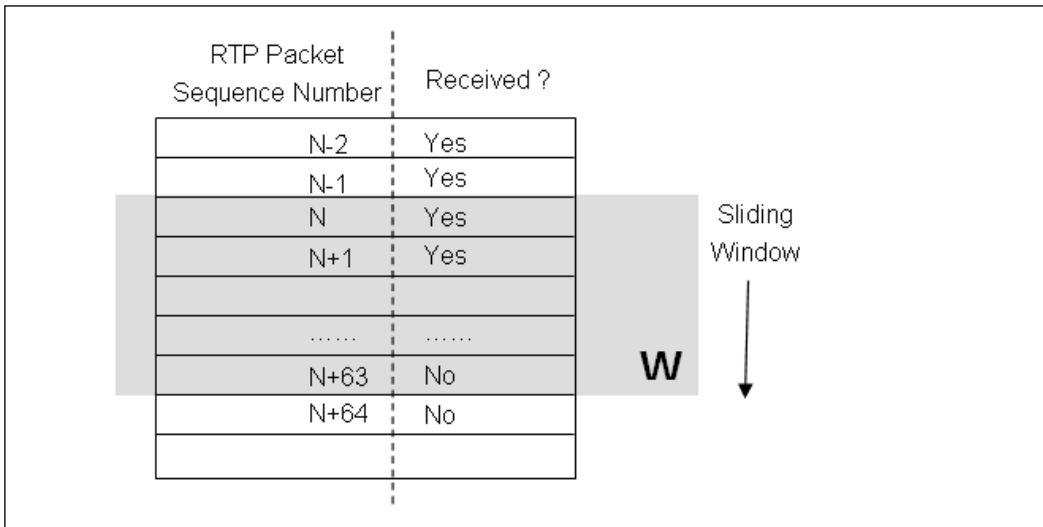 RTP Packet
Sequence Number
Received ?
N-2 Yes
N-1 Yes
N Yes
N+1 Yes
...... ......
N+63 No
N+64 No
Sliding
Window
W